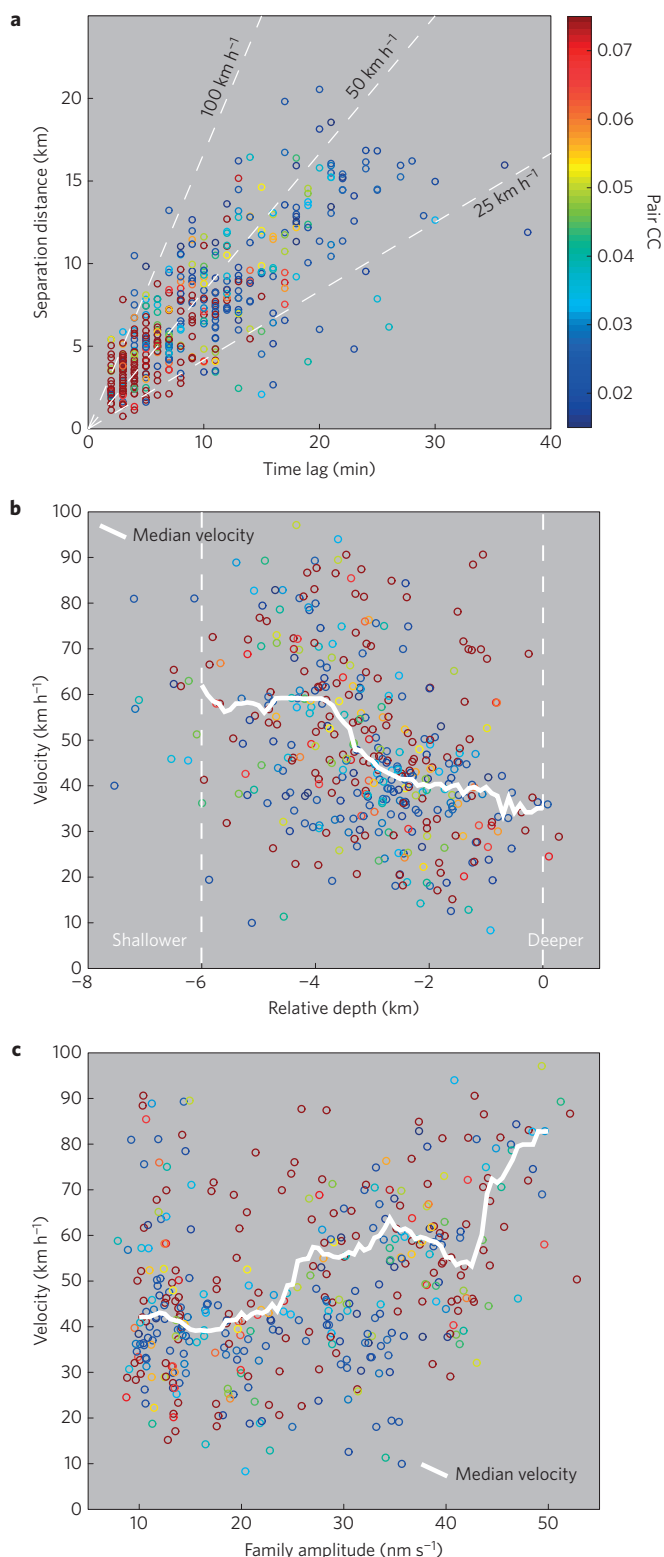 a
100 km h⁻¹
50 km h⁻¹
25 km h⁻¹
Separation distance (km)
20
15
10
5
0
0 10 20 30 40
Time lag (min)
0.07
0.06
0.05
0.04
0.03
0.02
Pair CC
b
Median velocity
Velocity (km h⁻¹)
100
90
80
70
60
50
40
30
20
10
0
Shallower
Deeper
−8 −6 −4 −2 0
Relative depth (km)
c
Velocity (km h⁻¹)
100
90
80
70
60
50
40
30
20
10
0
Median velocity
10 20 30 40 50
Family amplitude (nm s⁻¹)